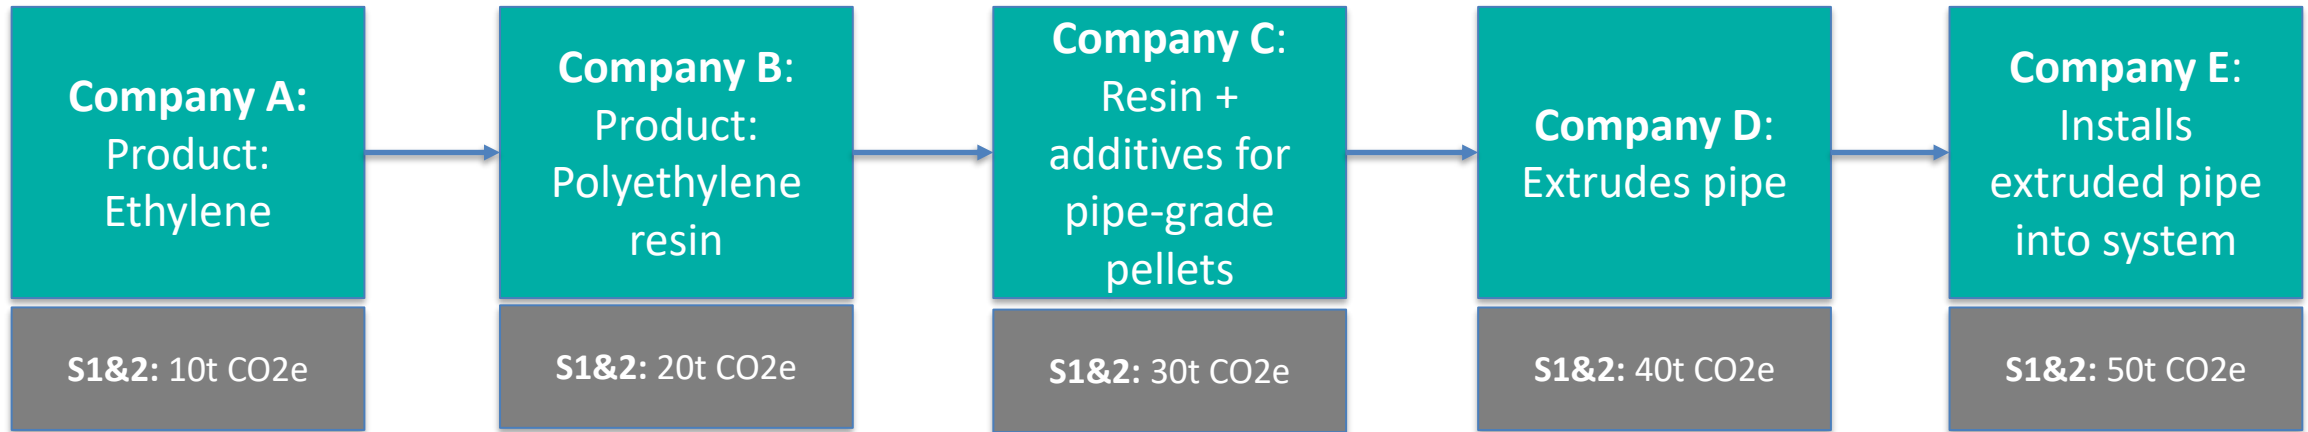 Company A:
Product:
Ethylene
S1&2: 10t CO2e
Company B:
Product:
Polyethylene
resin
S1&2: 20t CO2e
Company C:
Resin +
additives for
pipe-grade
pellets
S1&2: 30t CO2e
Company D:
Extrudes pipe
S1&2: 40t CO2e
Company E:
Installs
extruded pipe
into system
S1&2: 50t CO2e